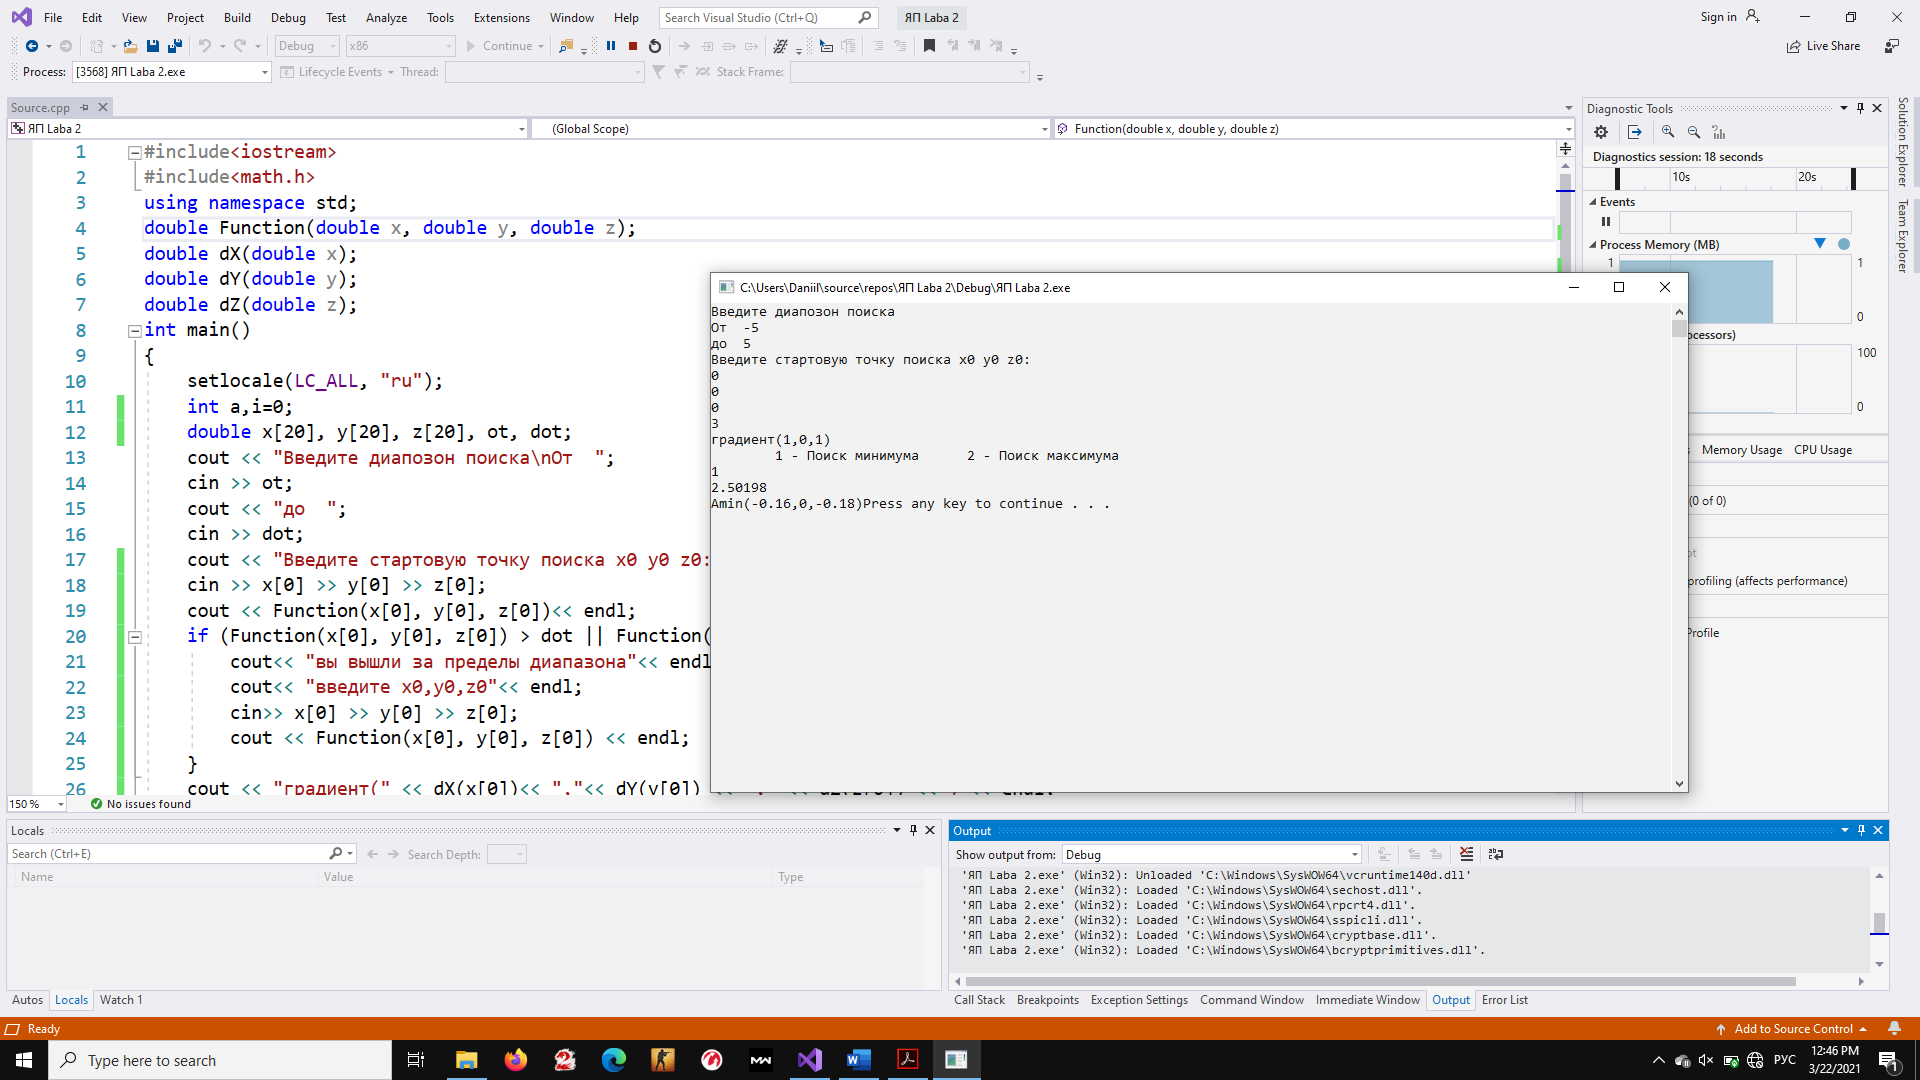 File Edit View Project Build Debug Test Analyze Tools Extensions Window Help Search Visual Studio (Ctrl+Q) ЯП Laba 2 Sign in
Debug x86 Continue Live Share
Process: [3568] ЯП Laba 2.exe Lifecycle Events Thread: Stack Frame:
Source.cpp
ЯП Laba 2 (Global Scope) Function(double x, double y, double z)
1 #include<iostream>
2 #include<math.h>
3 using namespace std;
4 double Function(double x, double y, double z);
5 double dX(double x);
6 double dY(double y);
7 double dZ(double z);
8 int main()
9 {
10 setlocale(LC_ALL, "ru");
11 int a,i=0;
12 double x[20], y[20], z[20], ot, dot;
13 cout << "Введите диапозон поиска\nОт  ";
14 cin >> ot;
15 cout << "до  ";
16 cin >> dot;
17 cout << "Введите стартовую точку поиска x0 y0 z0:
18 cin >> x[0] >> y[0] >> z[0];
19 cout << Function(x[0], y[0], z[0])<< endl;
20 if (Function(x[0], y[0], z[0]) > dot || Function(
21 cout<< "вы вышли за пределы диапазона"<< endl
22 cout<< "введите x0,y0,z0"<< endl;
23 cin>> x[0] >> y[0] >> z[0];
24 cout << Function(x[0], y[0], z[0]) << endl;
25 }
26 cout << "градиент(" << dX(x[0])<< ","<< dY(y[0])
150 % No issues found
C:\Users\Daniil\source\repos\ЯП Laba 2\Debug\ЯП Laba 2.exe
Введите диапозон поиска
От  -5
до  5
Введите стартовую точку поиска x0 y0 z0:
0
0
0
3
градиент(1,0,1)
1 - Поиск минимума      2 - Поиск максимума
1
2.50198
Amin(-0.16,0,-0.18)Press any key to continue . . .
Diagnostic Tools
Diagnostics session: 18 seconds
10s 20s
Events
Process Memory (MB)
1 1
0
ocessors)
100
0
Memory Usage CPU Usage
(0 of 0)
profiling (affects performance)
Profile
Solution Explorer
Team Explorer
Locals
Search (Ctrl+E) Search Depth:
Name Value Type
Autos Locals Watch 1
Output
Show output from: Debug
'ЯП Laba 2.exe' (Win32): Unloaded 'C:\Windows\SysWOW64\vcruntime140d.dll'
'ЯП Laba 2.exe' (Win32): Loaded 'C:\Windows\SysWOW64\sechost.dll'.
'ЯП Laba 2.exe' (Win32): Loaded 'C:\Windows\SysWOW64\rpcrt4.dll'.
'ЯП Laba 2.exe' (Win32): Loaded 'C:\Windows\SysWOW64\sspicli.dll'.
'ЯП Laba 2.exe' (Win32): Loaded 'C:\Windows\SysWOW64\cryptbase.dll'.
'ЯП Laba 2.exe' (Win32): Loaded 'C:\Windows\SysWOW64\bcryptprimitives.dll'.
Call Stack Breakpoints Exception Settings Command Window Immediate Window Output Error List
Ready Add to Source Control
Type here to search РУС 12:46 PM
3/22/2021
1